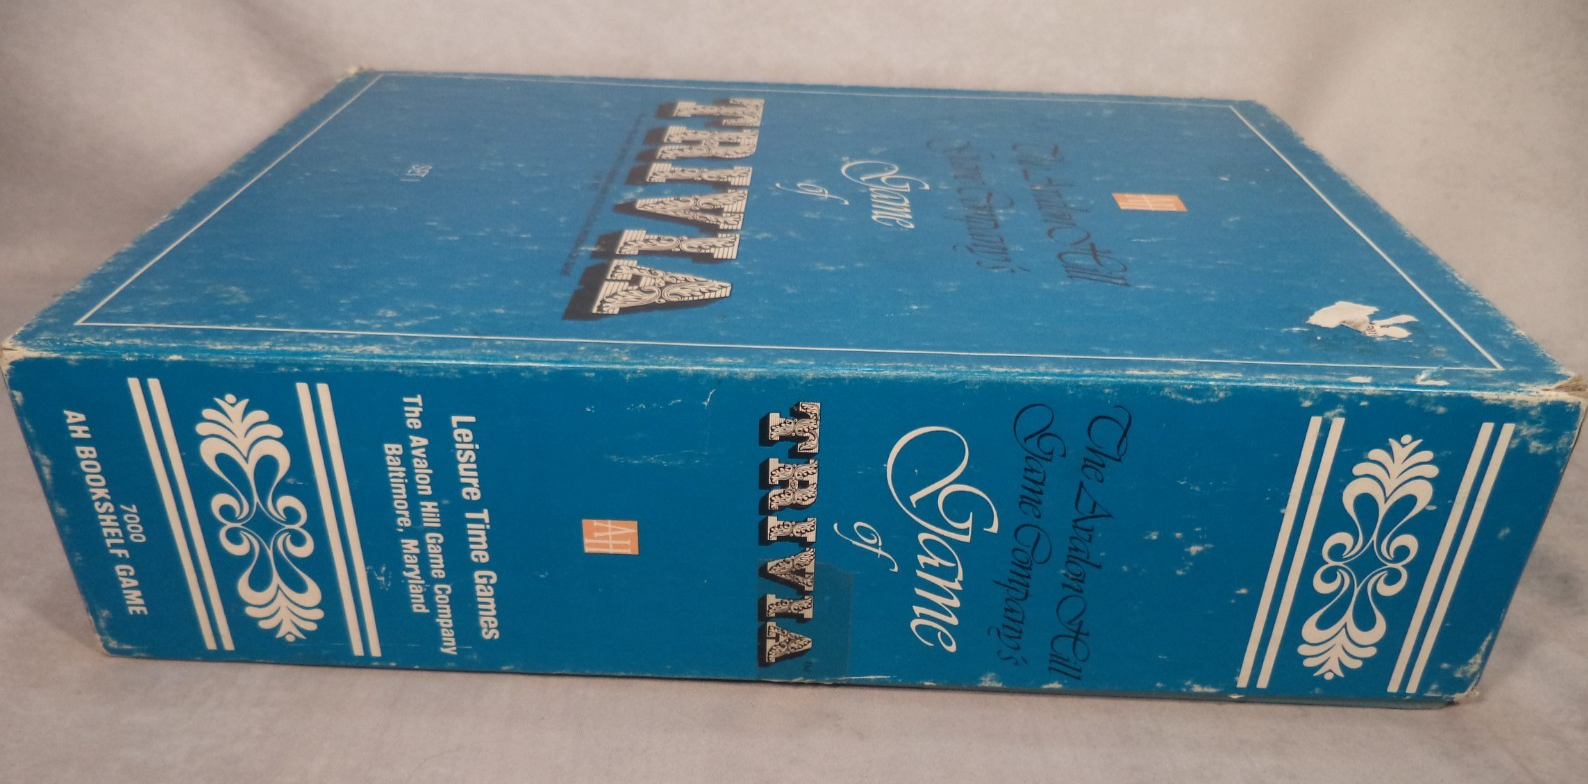 AH
The Avalon Hill
Game Company's
Game
of
TRIVIA
The Avalon Hill
Game Company's
Game
of
TRIVIA
AH
Leisure Time Games
The Avalon Hill Game Company
Baltimore, Maryland
7000
AH BOOKSHELF GAME